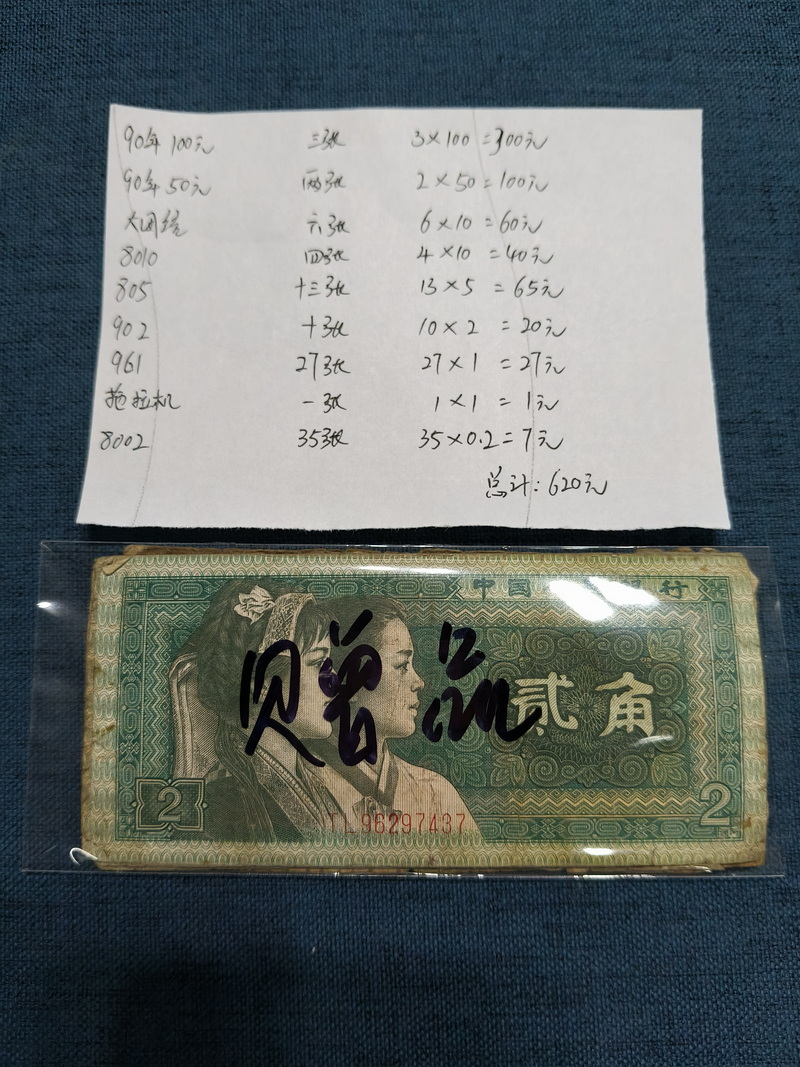 90年100元 三张 3×100=300元
90年50元 两张 2×50=100元
大团结 六张 6×10=60元
8010 四张 4×10=40元
805 十三张 13×5=65元
902 十张 10×2=20元
961 27张 27×1=27元
拖拉机 一张 1×1=1元
8002 35张 35×0.2=7元
总计:620元
中国 银行
赠品
贰角
2 2
TL96297437